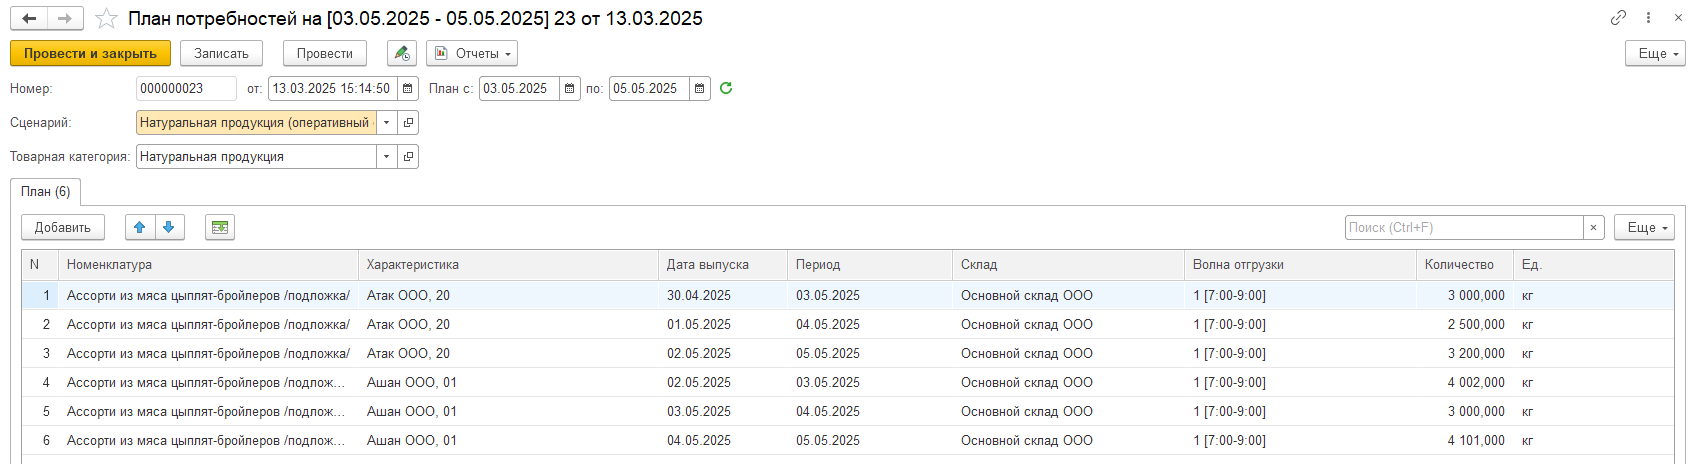 План потребностей на [03.05.2025 - 05.05.2025] 23 от 13.03.2025
Провести и закрыть Записать Провести Отчеты Еще
Номер: 000000023 от: 13.03.2025 15:14:50 План с: 03.05.2025 по: 05.05.2025
Сценарий: Натуральная продукция (оперативный
Товарная категория: Натуральная продукция
План (6)
Добавить Поиск (Ctrl+F) × Еще
N Номенклатура Характеристика Дата выпуска Период Склад Волна отгрузки Количество Ед.
1 Ассорти из мяса цыплят-бройлеров /подложка/ Атак ООО, 20 30.04.2025 03.05.2025 Основной склад ООО 1 [7:00-9:00] 3 000,000 кг
2 Ассорти из мяса цыплят-бройлеров /подложка/ Атак ООО, 20 01.05.2025 04.05.2025 Основной склад ООО 1 [7:00-9:00] 2 500,000 кг
3 Ассорти из мяса цыплят-бройлеров /подложка/ Атак ООО, 20 02.05.2025 05.05.2025 Основной склад ООО 1 [7:00-9:00] 3 200,000 кг
4 Ассорти из мяса цыплят-бройлеров /подлож... Ашан ООО, 01 02.05.2025 03.05.2025 Основной склад ООО 1 [7:00-9:00] 4 002,000 кг
5 Ассорти из мяса цыплят-бройлеров /подлож... Ашан ООО, 01 03.05.2025 04.05.2025 Основной склад ООО 1 [7:00-9:00] 3 000,000 кг
6 Ассорти из мяса цыплят-бройлеров /подлож... Ашан ООО, 01 04.05.2025 05.05.2025 Основной склад ООО 1 [7:00-9:00] 4 101,000 кг